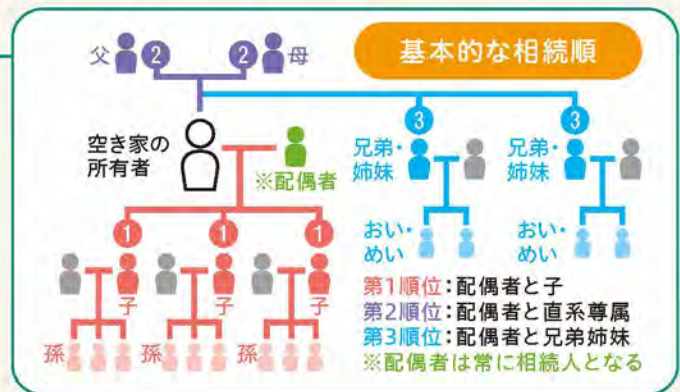 基本的な相続順
父 2 2 母
空き家の
所有者
※配偶者
3 3
兄弟・
姉妹
兄弟・
姉妹
おい・
めい
おい・
めい
1 1 1
子 子 子
孫 孫 孫
第1順位：配偶者と子
第2順位：配偶者と直系尊属
第3順位：配偶者と兄弟姉妹
※配偶者は常に相続人となる